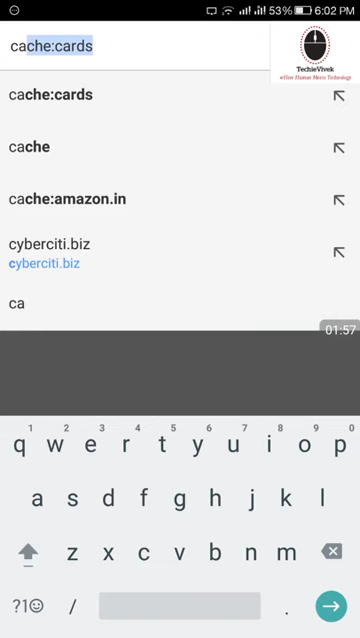 53% 6:02 PM
cache:cards
TechieVivek
cache:cards
cache
cache:amazon.in
cyberciti.biz
cyberciti.biz
ca
01:57
1 2 3 4 5 6 7 8 9 0
q w e r t y u i o p
a s d f g h j k l
z x c v b n m
?1 / .